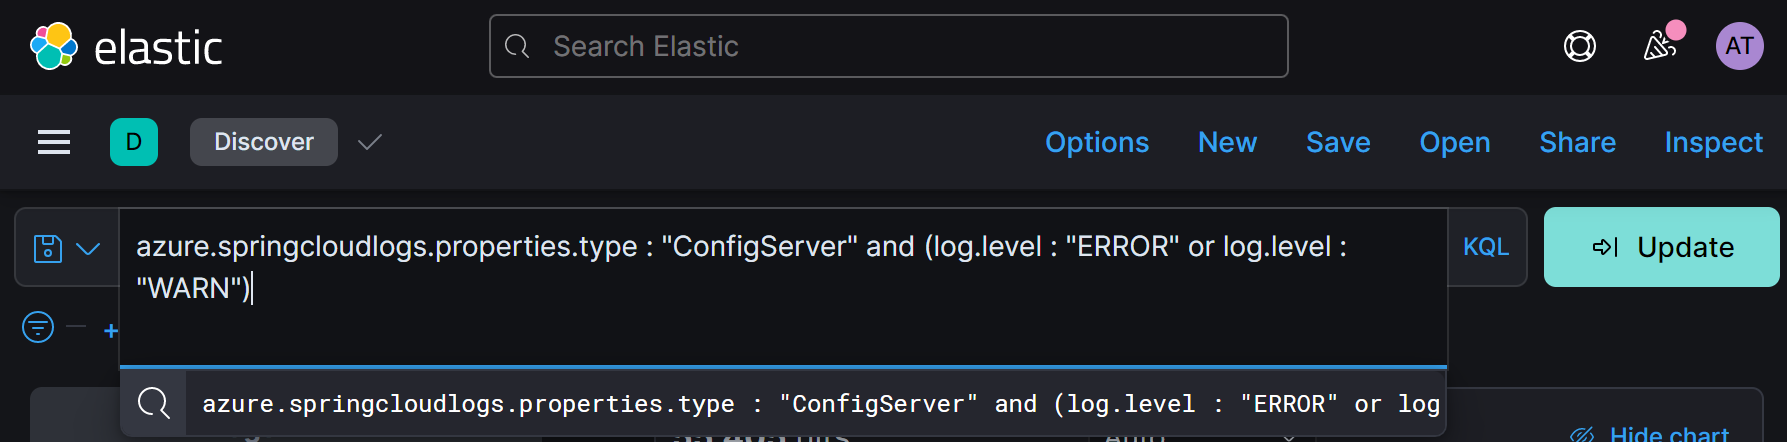 elastic
Search Elastic
AT
D
Discover
Options New Save Open Share Inspect
azure.springcloudlogs.properties.type : "ConfigServer" and (log.level : "ERROR" or log.level :
"WARN")
KQL
Update
+
azure.springcloudlogs.properties.type : "ConfigServer" and (log.level : "ERROR" or log
Hide chart